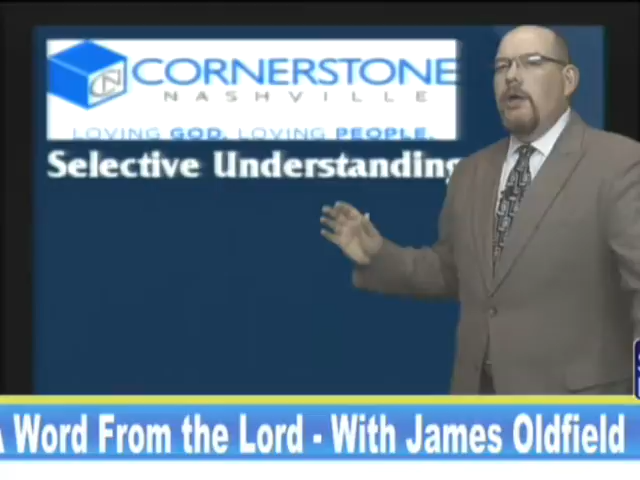 CORNERSTONE
NASHVILLE
LOVING GOD. LOVING PEOPLE.
Selective Understanding
A Word From the Lord - With James Oldfield